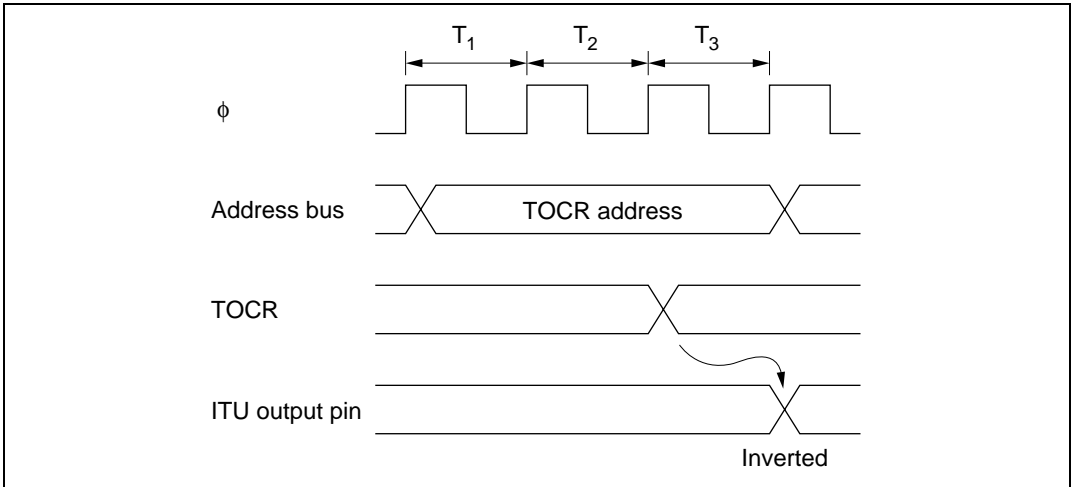 T1 T2 T3
ϕ
Address bus
TOCR address
TOCR
ITU output pin
Inverted